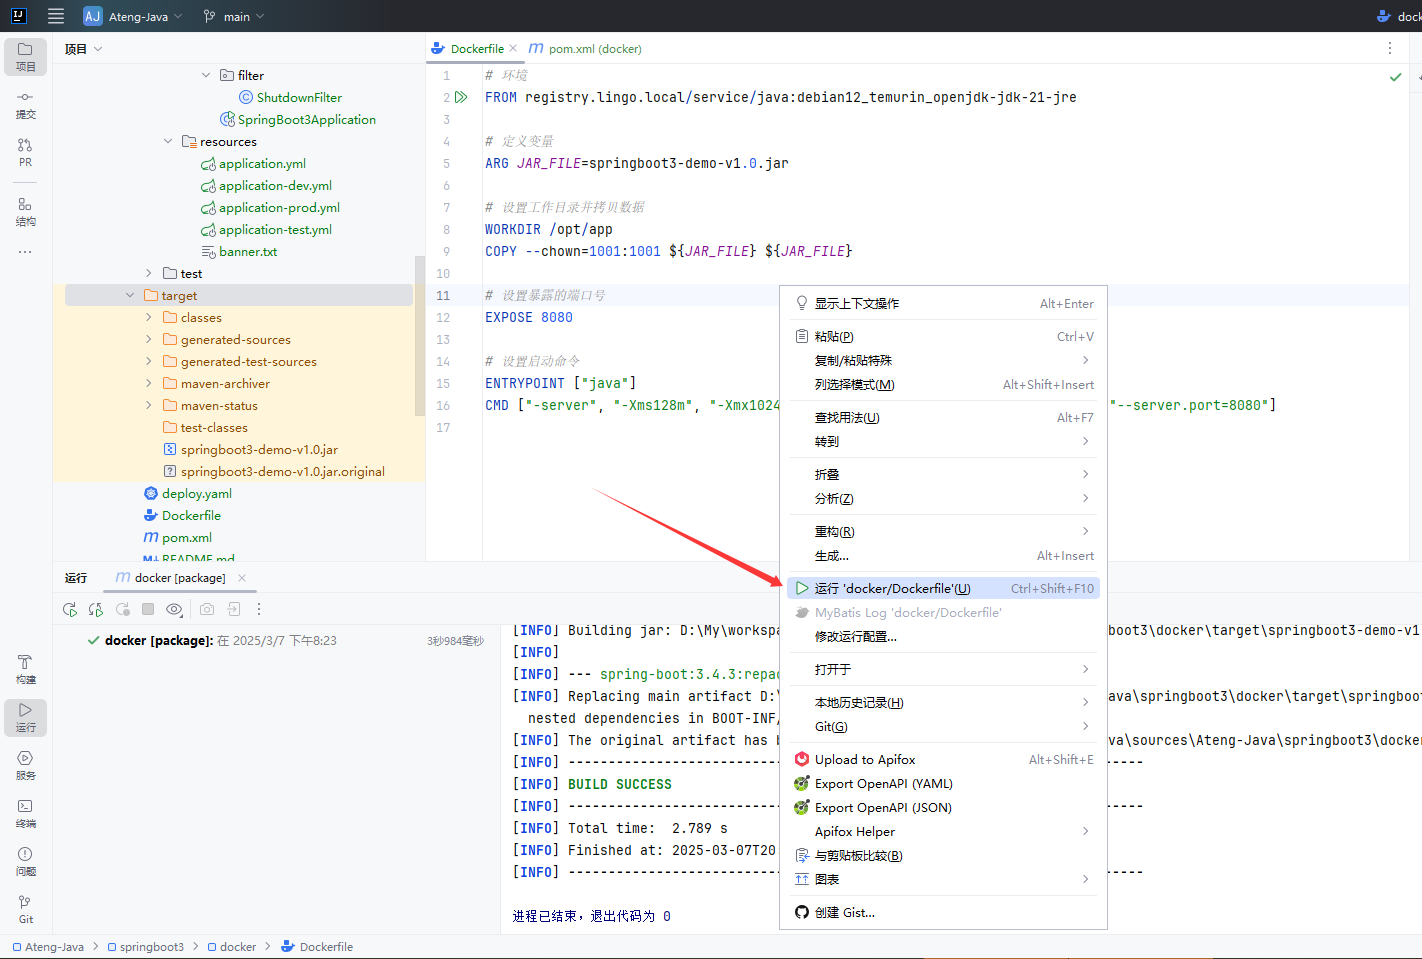 AJ Ateng-Java main dock
项目
Dockerfile
pom.xml (docker)
项目
提交
PR
结构
filter
ShutdownFilter
SpringBoot3Application
resources
application.yml
application-dev.yml
application-prod.yml
application-test.yml
banner.txt
test
target
classes
generated-sources
generated-test-sources
maven-archiver
maven-status
test-classes
springboot3-demo-v1.0.jar
springboot3-demo-v1.0.jar.original
deploy.yaml
Dockerfile
pom.xml
README.md
1 # 环境
2 FROM registry.lingo.local/service/java:debian12_temurin_openjdk-jdk-21-jre
3
4 # 定义变量
5 ARG JAR_FILE=springboot3-demo-v1.0.jar
6
7 # 设置工作目录并拷贝数据
8 WORKDIR /opt/app
9 COPY --chown=1001:1001 ${JAR_FILE} ${JAR_FILE}
10
11 # 设置暴露的端口号
12 EXPOSE 8080
13
14 # 设置启动命令
15 ENTRYPOINT ["java"]
16 CMD ["-server", "-Xms128m", "-Xmx1024 "--server.port=8080"]
17
显示上下文操作 Alt+Enter
粘贴(P) Ctrl+V
复制/粘贴特殊
列选择模式(M) Alt+Shift+Insert
查找用法(U) Alt+F7
转到
折叠
分析(Z)
重构(R)
生成... Alt+Insert
运行 'docker/Dockerfile'(U) Ctrl+Shift+F10
MyBatis Log 'docker/Dockerfile'
修改运行配置...
打开于
本地历史记录(H)
Git(G)
Upload to Apifox Alt+Shift+E
Export OpenAPI (YAML)
Export OpenAPI (JSON)
Apifox Helper
与剪贴板比较(B)
图表
创建 Gist...
运行
docker [package]
docker [package]: 在 2025/3/7 下午8:23 3秒984毫秒
[INFO] Building jar: D:\My\workspa boot3\docker\target\springboot3-demo-v1
[INFO]
[INFO] --- spring-boot:3.4.3:repac
[INFO] Replacing main artifact D:\ ava\springboot3\docker\target\springboot
nested dependencies in BOOT-INF/
[INFO] The original artifact has b va\sources\Ateng-Java\springboot3\docker
[INFO] ------------------------------------------------------------------------
[INFO] BUILD SUCCESS
[INFO] ------------------------------------------------------------------------
[INFO] Total time:  2.789 s
[INFO] Finished at: 2025-03-07T20
[INFO] ------------------------------------------------------------------------
进程已结束，退出代码为 0
构建
运行
服务
终端
问题
Git
Ateng-Java
springboot3
docker
Dockerfile